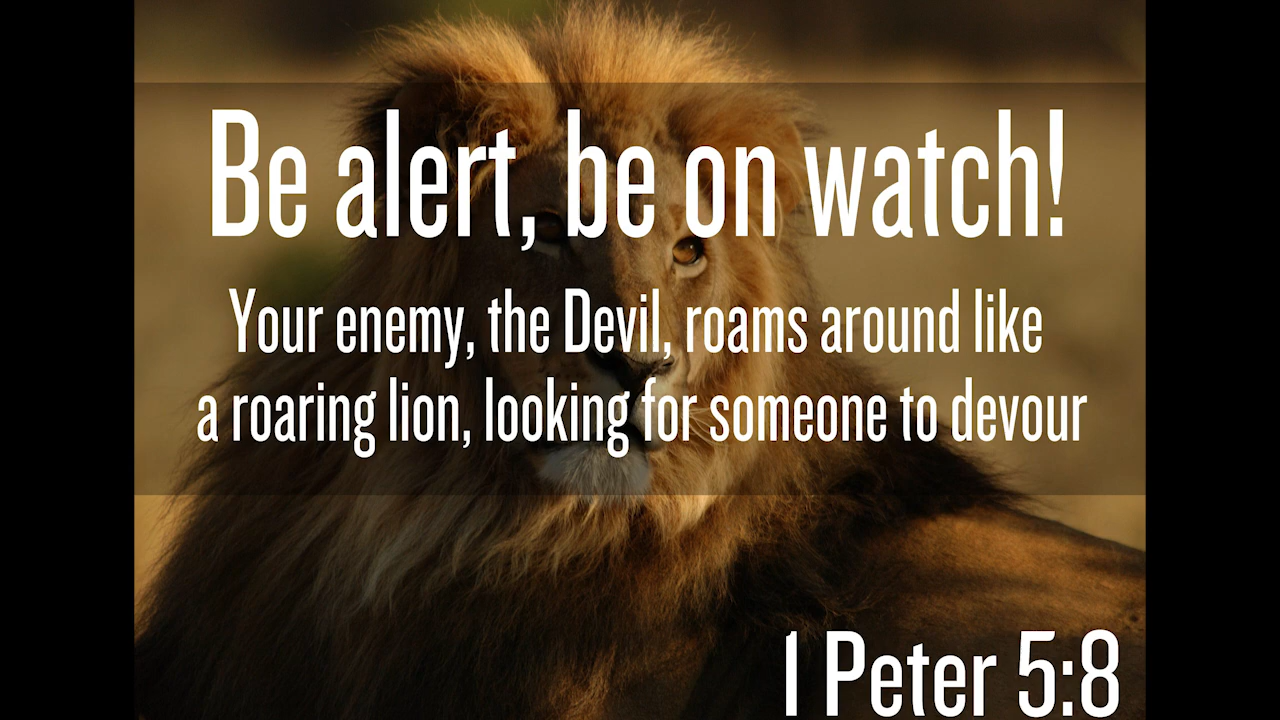 Be alert, be on watch!
Your enemy, the Devil, roams around like
a roaring lion, looking for someone to devour
1 Peter 5:8